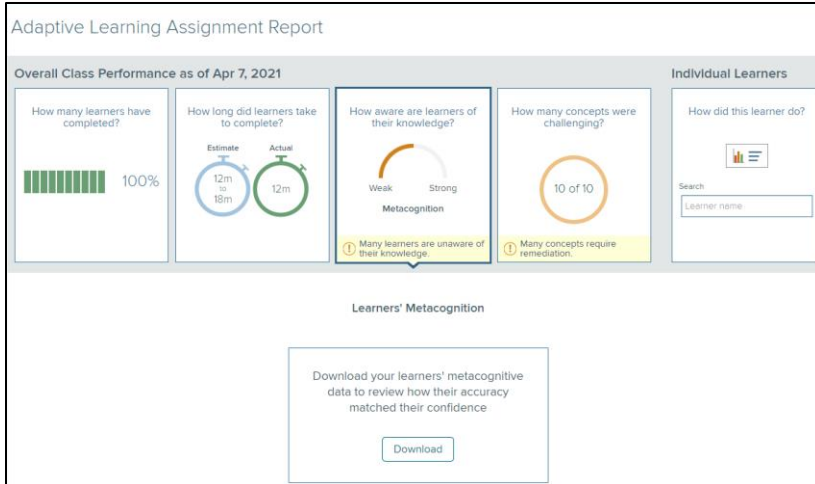 Adaptive Learning Assignment Report
Overall Class Performance as of Apr 7, 2021
Individual Learners
How many learners have
completed?
100%
How long did learners take
to complete?
Estimate
Actual
12m
to
18m
12m
How aware are learners of
their knowledge?
Weak
Strong
Metacognition
Many learners are unaware of
their knowledge.
How many concepts were
challenging?
10 of 10
Many concepts require
remediation.
How did this learner do?
Search
Learner name
Learners' Metacognition
Download your learners' metacognitive
data to review how their accuracy
matched their confidence
Download